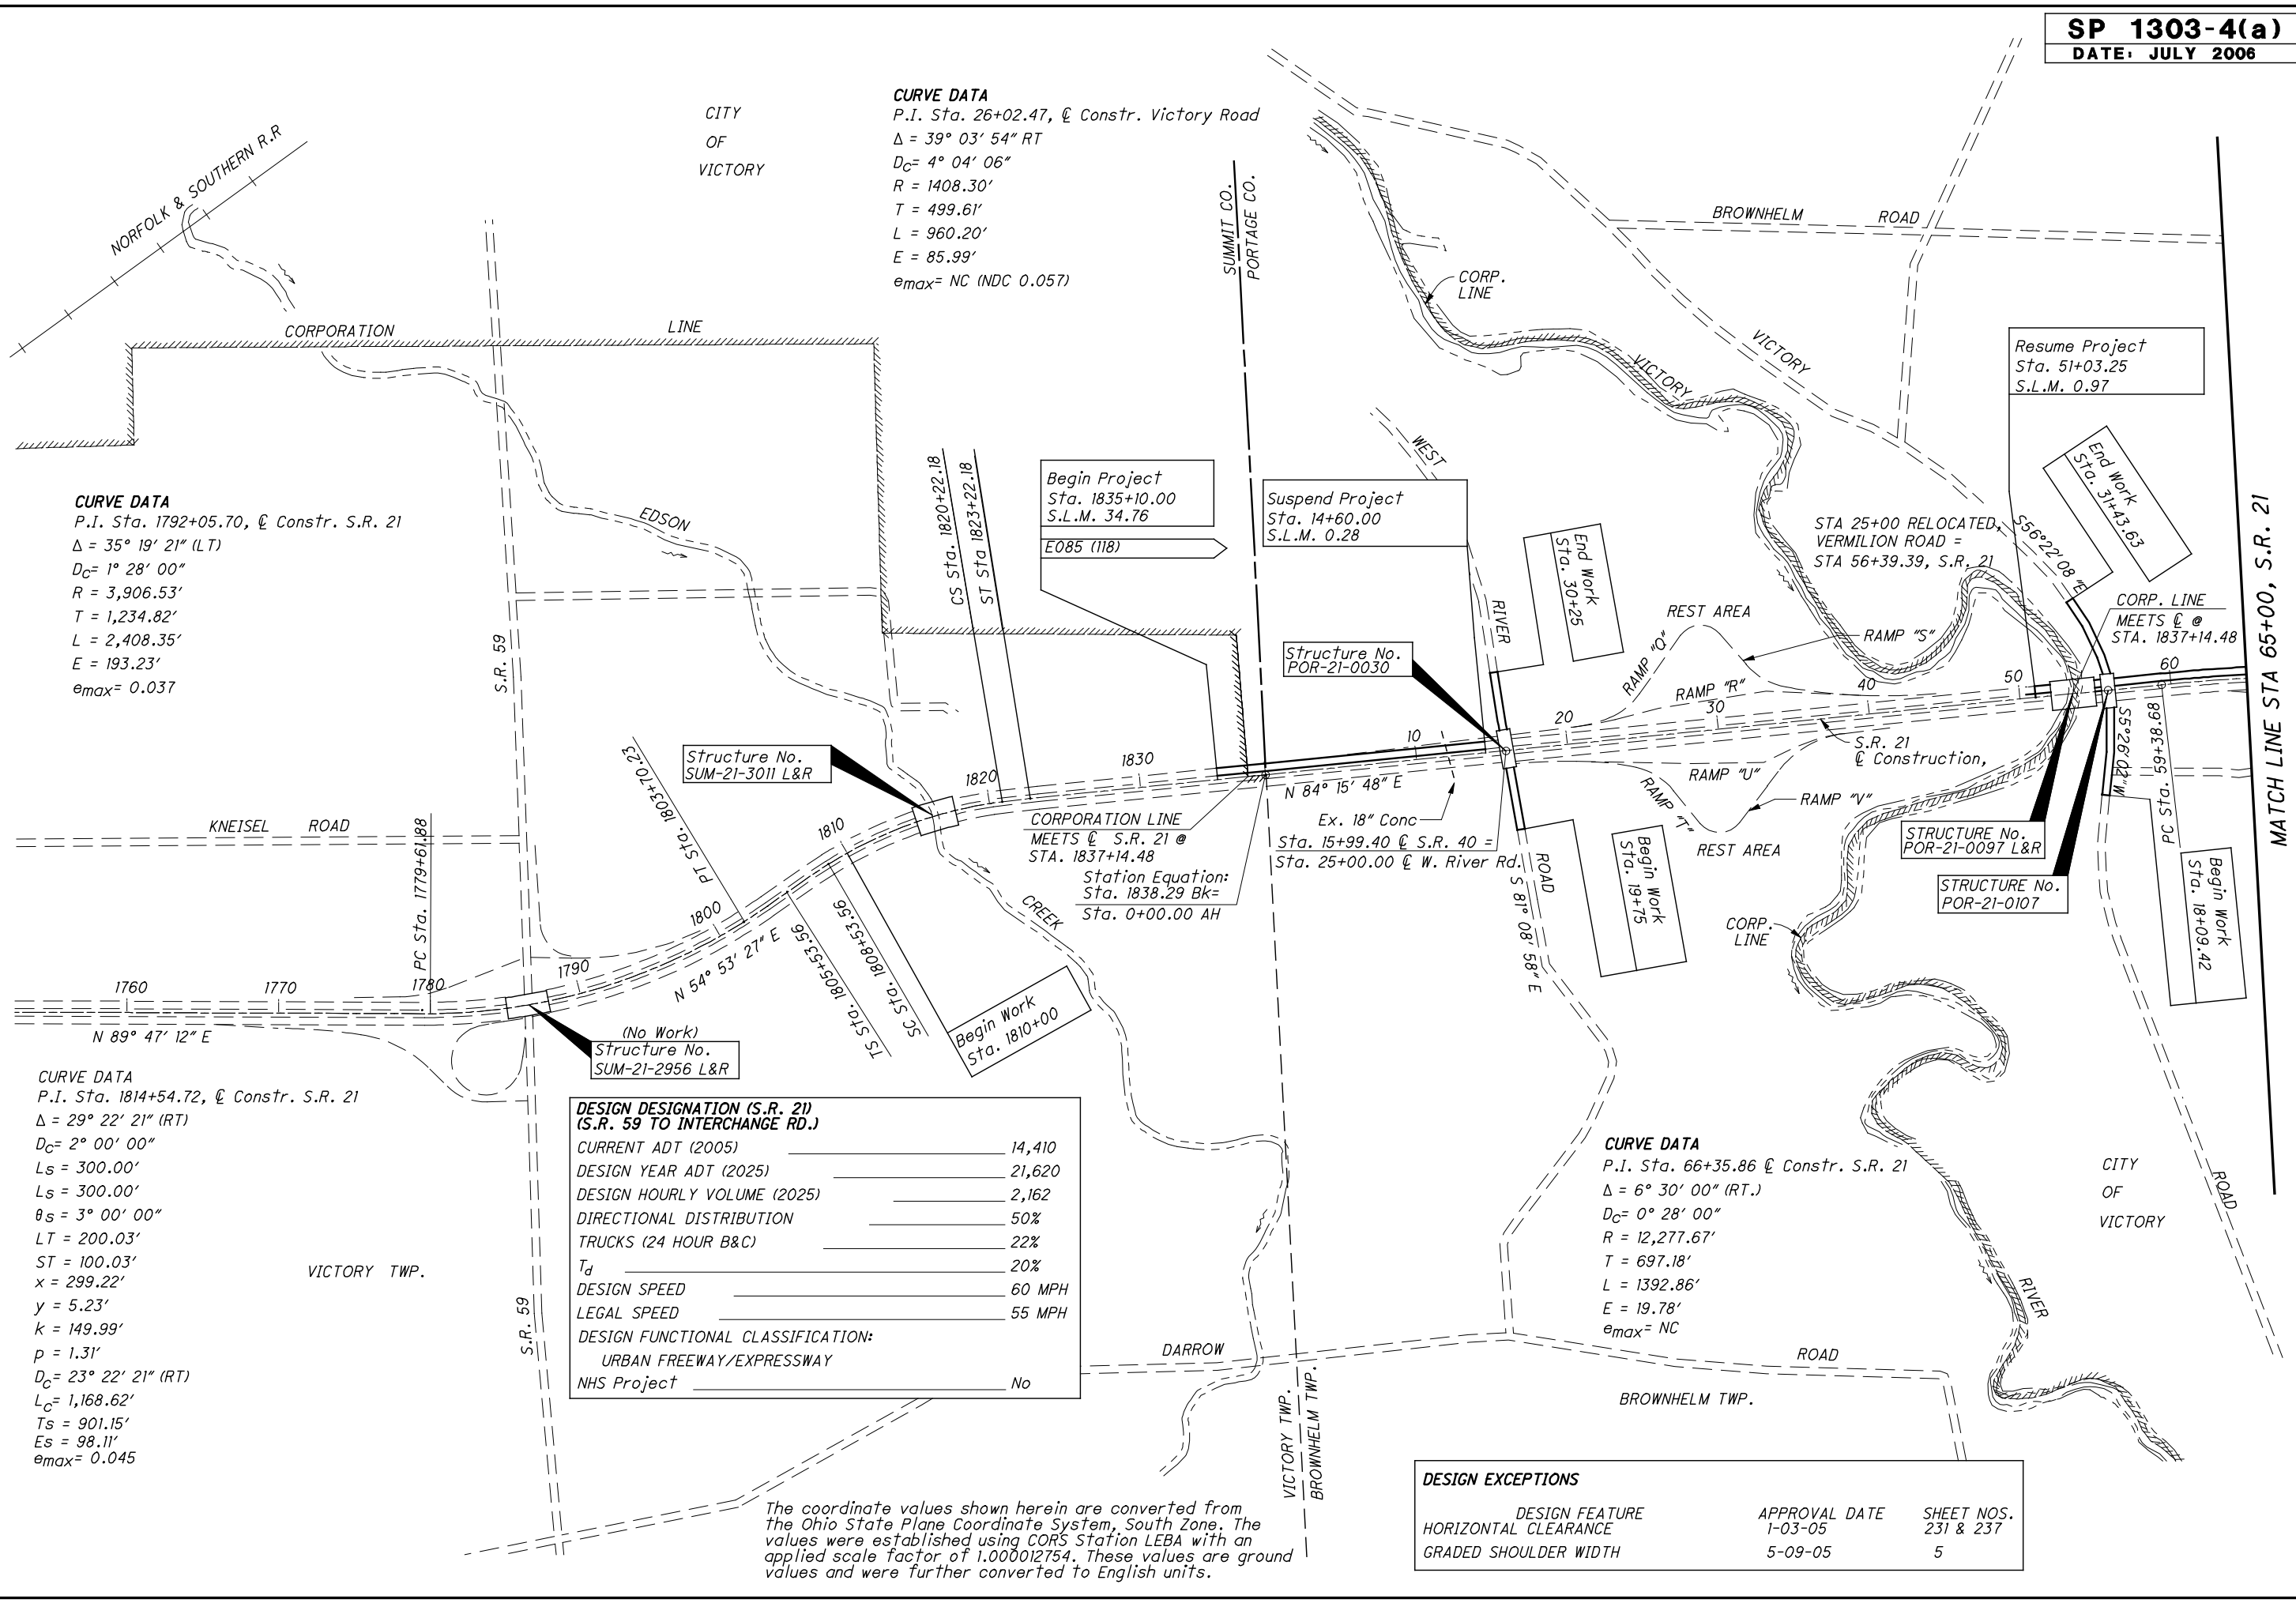 SP 1303-4(a)
DATE: JULY 2006
CITY
OF
VICTORY
CURVE DATA
P.I. Sta. 26+02.47, ℄ Constr. Victory Road
Δ = 39° 03' 54" RT
Dc= 4° 04' 06"
R = 1408.30'
T = 499.61'
L = 960.20'
E = 85.99'
emax= NC (NDC 0.057)
NORFOLK & SOUTHERN R.R
SUMMIT CO.
PORTAGE CO.
BROWNHELM ROAD
CORP.
LINE
VICTORY
VICTORY
CORPORATION LINE
Resume Project
Sta. 51+03.25
S.L.M. 0.97
End Work
Sta. 31+43.63
MATCH LINE STA 65+00, S.R. 21
CURVE DATA
P.I. Sta. 1792+05.70, ℄ Constr. S.R. 21
Δ = 35° 19' 21" (LT)
Dc= 1° 28' 00"
R = 3,906.53'
T = 1,234.82'
L = 2,408.35'
E = 193.23'
emax= 0.037
S.R. 59
EDSON
CS Sta. 1820+22.18
ST Sta 1823+22.18
Begin Project
Sta. 1835+10.00
S.L.M. 34.76
E085 (118)
Suspend Project
Sta. 14+60.00
S.L.M. 0.28
WEST
RIVER
End Work
Sta. 30+25
STA 25+00 RELOCATED,
VERMILION ROAD =
STA 56+39.39, S.R. 21
S56°22'08"E
CORP. LINE
MEETS ℄ @
STA. 1837+14.48
REST AREA
RAMP "Q"
RAMP "S"
RAMP "R"
Structure No.
POR-21-0030
10
20
30
40
50
60
S.R. 21
℄ Construction,
RAMP "U"
RAMP "T"
RAMP "V"
REST AREA
S5°26'02"W
PC Sta. 59+38.68
Structure No.
SUM-21-3011 L&R
1820
1830
N 84° 15' 48" E
CORPORATION LINE
MEETS ℄ S.R. 21 @
STA. 1837+14.48
Station Equation:
Sta. 1838.29 Bk=
Sta. 0+00.00 AH
Ex. 18" Conc
Sta. 15+99.40 ℄ S.R. 40 =
Sta. 25+00.00 ℄ W. River Rd.
ROAD
S 81° 08' 58" E
Begin Work
Sta. 19+75
STRUCTURE No.
POR-21-0097 L&R
STRUCTURE No.
POR-21-0107
Begin Work
Sta. 18+09.42
CORP.
LINE
KNEISEL ROAD
PC Sta. 1779+61.88
PT Sta. 1803+70.23
TS Sta. 1805+53.56
SC Sta. 1808+53.56
1760
1770
1780
1790
1800
1810
N 89° 47' 12" E
N 54° 53' 27" E
Begin Work
Sta. 1810+00
CREEK
(No Work)
Structure No.
SUM-21-2956 L&R
CURVE DATA
P.I. Sta. 1814+54.72, ℄ Constr. S.R. 21
Δ = 29° 22' 21" (RT)
Dc= 2° 00' 00"
Ls = 300.00'
Ls = 300.00'
θs = 3° 00' 00"
LT = 200.03'
ST = 100.03'
x = 299.22'
y = 5.23'
k = 149.99'
p = 1.31'
Dc= 23° 22' 21" (RT)
Lc= 1,168.62'
Ts = 901.15'
Es = 98.11'
emax= 0.045
VICTORY TWP.
S.R. 59
DESIGN DESIGNATION (S.R. 21)
(S.R. 59 TO INTERCHANGE RD.)
CURRENT ADT (2005) 14,410
DESIGN YEAR ADT (2025) 21,620
DESIGN HOURLY VOLUME (2025) 2,162
DIRECTIONAL DISTRIBUTION 50%
TRUCKS (24 HOUR B&C) 22%
Td 20%
DESIGN SPEED 60 MPH
LEGAL SPEED 55 MPH
DESIGN FUNCTIONAL CLASSIFICATION:
URBAN FREEWAY/EXPRESSWAY
NHS Project No
CURVE DATA
P.I. Sta. 66+35.86 ℄ Constr. S.R. 21
Δ = 6° 30' 00" (RT.)
Dc= 0° 28' 00"
R = 12,277.67'
T = 697.18'
L = 1392.86'
E = 19.78'
emax= NC
CITY
OF
VICTORY
ROAD
RIVER
DARROW ROAD
VICTORY TWP.
BROWNHELM TWP.
BROWNHELM TWP.
The coordinate values shown herein are converted from
the Ohio State Plane Coordinate System, South Zone. The
values were established using CORS Station LEBA with an
applied scale factor of 1.000012754. These values are ground
values and were further converted to English units.
DESIGN EXCEPTIONS
DESIGN FEATURE APPROVAL DATE SHEET NOS.
HORIZONTAL CLEARANCE 1-03-05 231 & 237
GRADED SHOULDER WIDTH 5-09-05 5